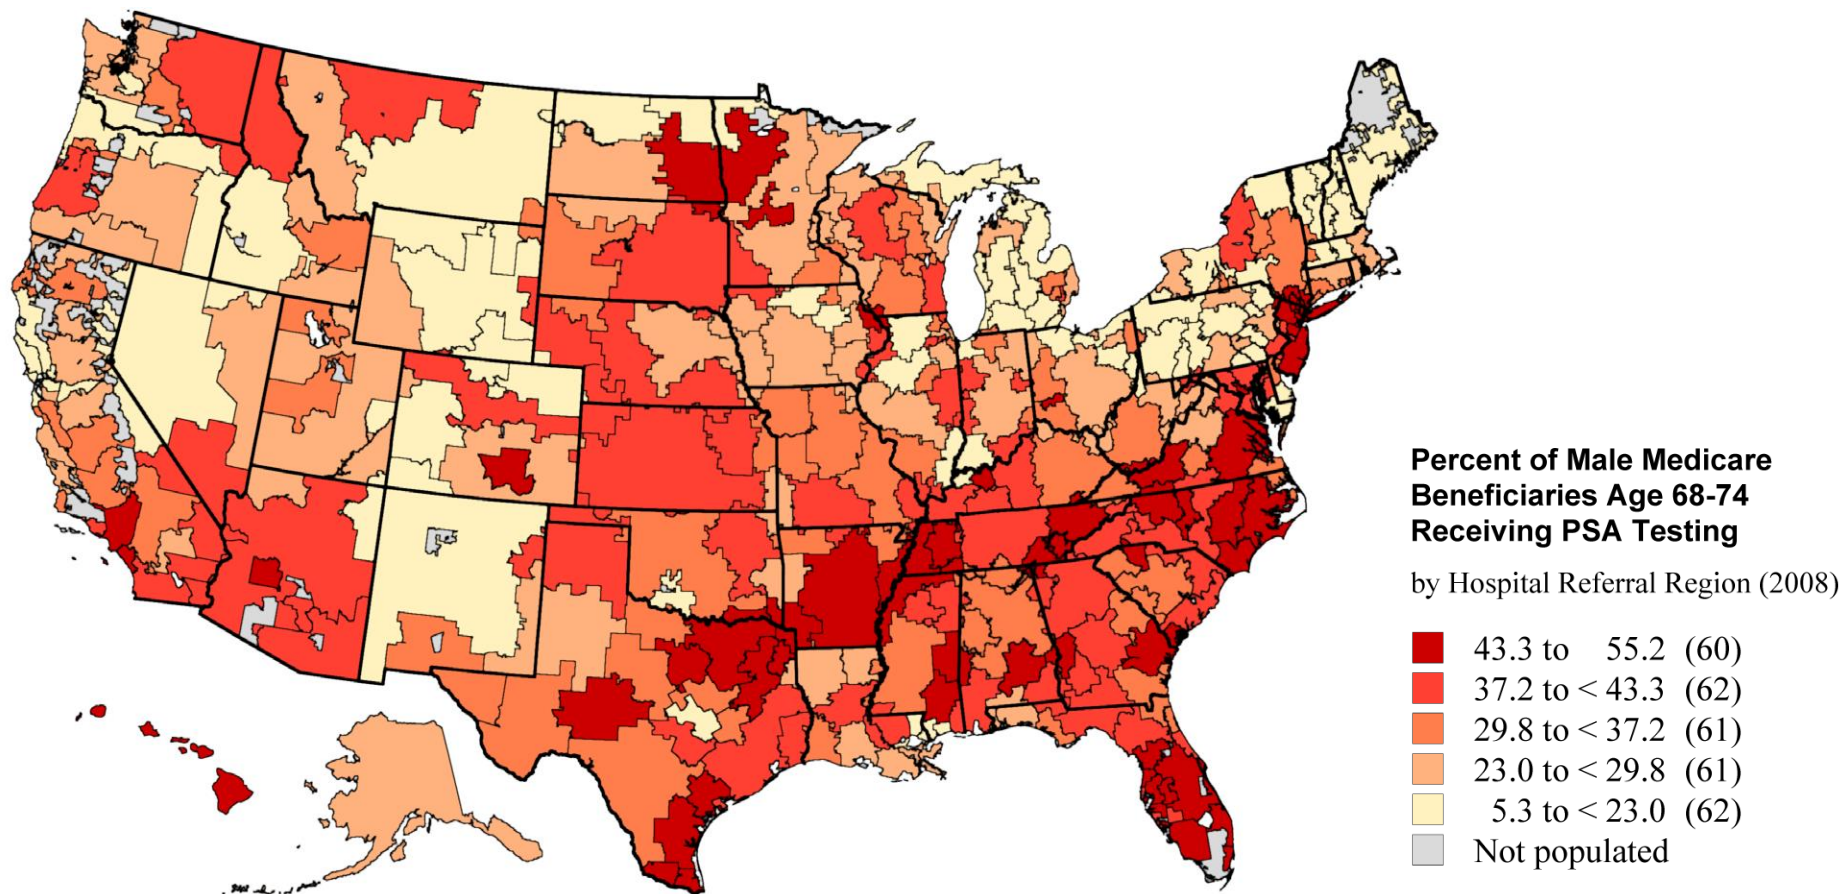 Percent of Male Medicare
Beneficiaries Age 68-74
Receiving PSA Testing
by Hospital Referral Region (2008)
43.3 to 55.2 (60)
37.2 to < 43.3 (62)
29.8 to < 37.2 (61)
23.0 to < 29.8 (61)
5.3 to < 23.0 (62)
Not populated